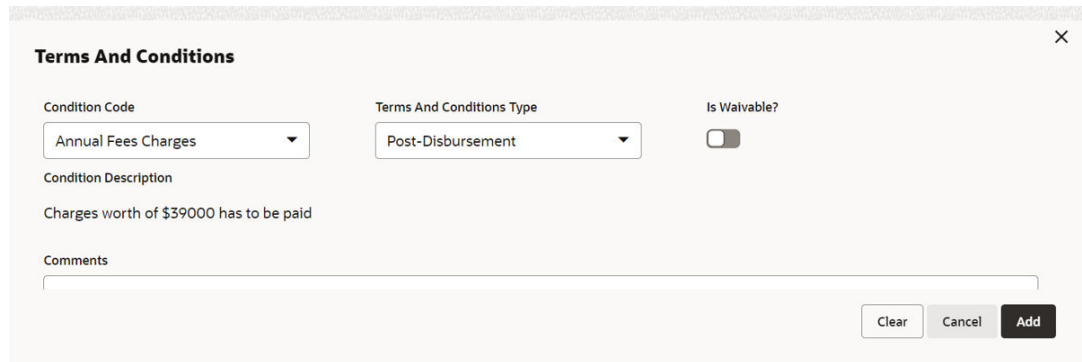 Terms And Conditions
Condition Code
Terms And Conditions Type
Is Waivable?
Annual Fees Charges
Post-Disbursement
Condition Description
Charges worth of $39000 has to be paid
Comments
Clear
Cancel
Add